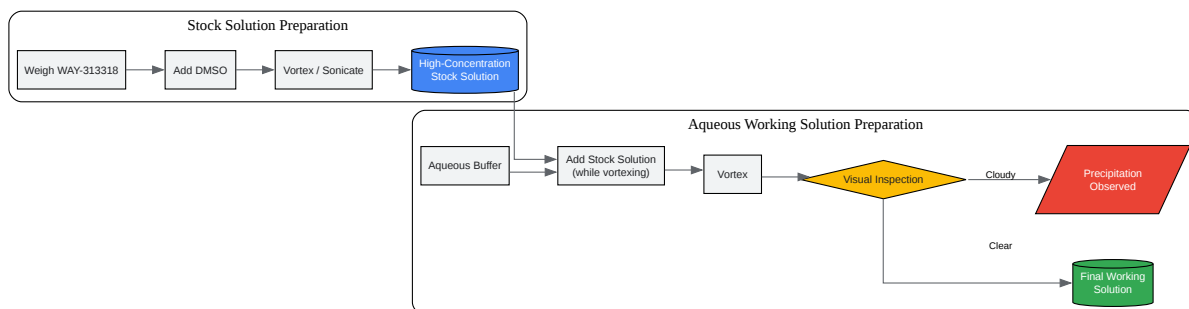 Stock Solution Preparation
Weigh WAY-313318
Add DMSO
Vortex / Sonicate
High-Concentration
Stock Solution
Aqueous Working Solution Preparation
Aqueous Buffer
Add Stock Solution
(while vortexing)
Vortex
Visual Inspection
Cloudy
Precipitation
Observed
Clear
Final Working
Solution